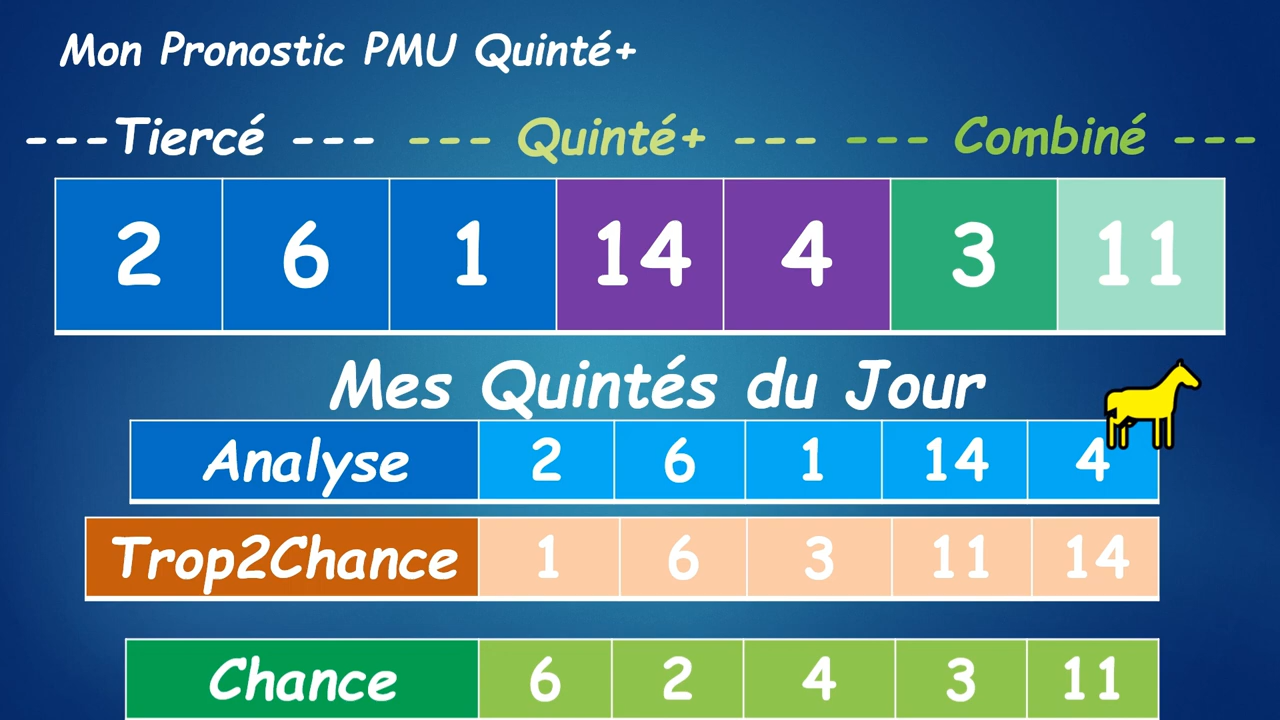 Mon Pronostic PMU Quinté+
---Tiercé --- --- Quinté+ --- --- Combiné ---
2 6 1 14 4 3 11
Mes Quintés du Jour
Analyse 2 6 1 14 4
Trop2Chance 1 6 3 11 14
Chance 6 2 4 3 11